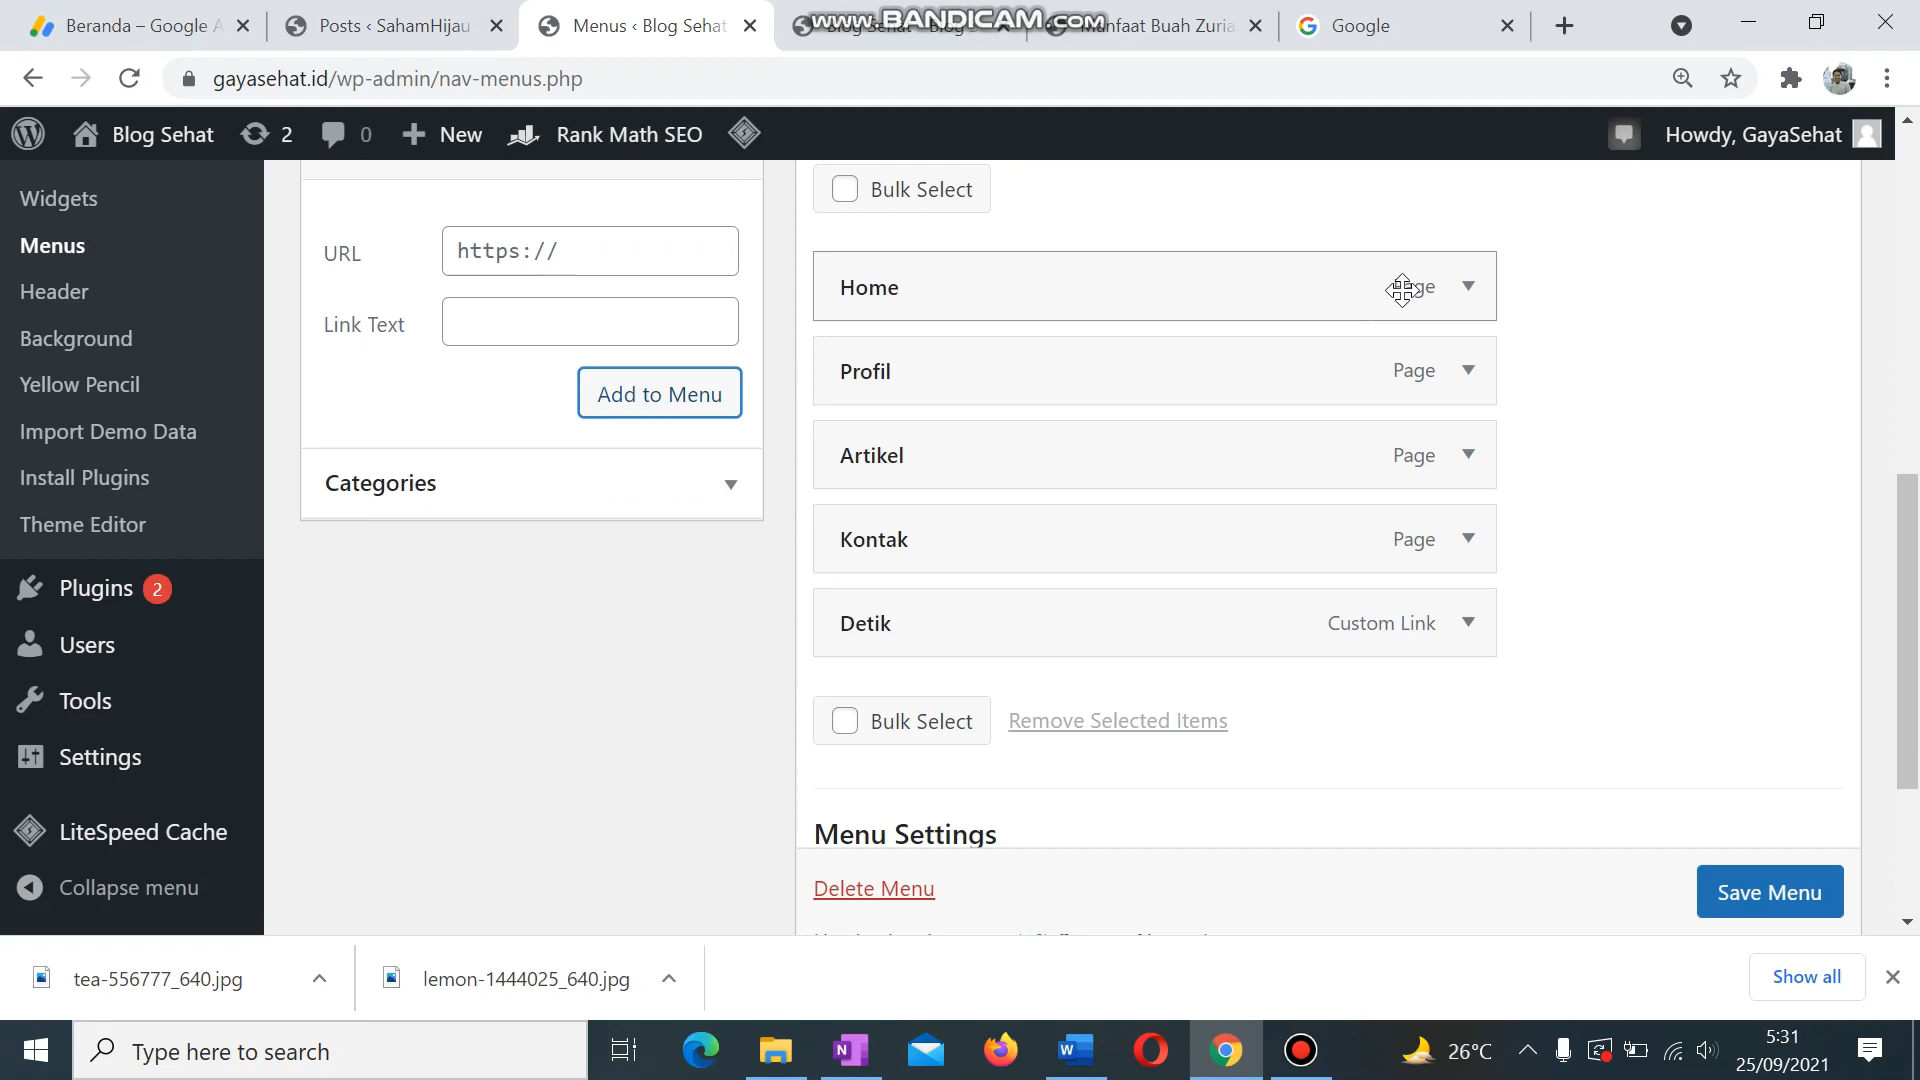 Beranda – Google A
Posts ‹ SahamHijau
Menus ‹ Blog Sehat
Blog Sehat - Blog S
Manfaat Buah Zuria
Google
www.BANDICAM.com
gayasehat.id/wp-admin/nav-menus.php
Blog Sehat
2
0
New
Rank Math SEO
Howdy, GayaSehat
Widgets
Menus
Header
Background
Yellow Pencil
Import Demo Data
Install Plugins
Theme Editor
Plugins 2
Users
Tools
Settings
LiteSpeed Cache
Collapse menu
URL
https://
Link Text
Add to Menu
Categories
Bulk Select
Home
Profil Page
Artikel Page
Kontak Page
Detik Custom Link
Bulk Select Remove Selected Items
Menu Settings
Delete Menu
Save Menu
tea-556777_640.jpg
lemon-1444025_640.jpg
Show all
Type here to search
26°C
5:31
25/09/2021